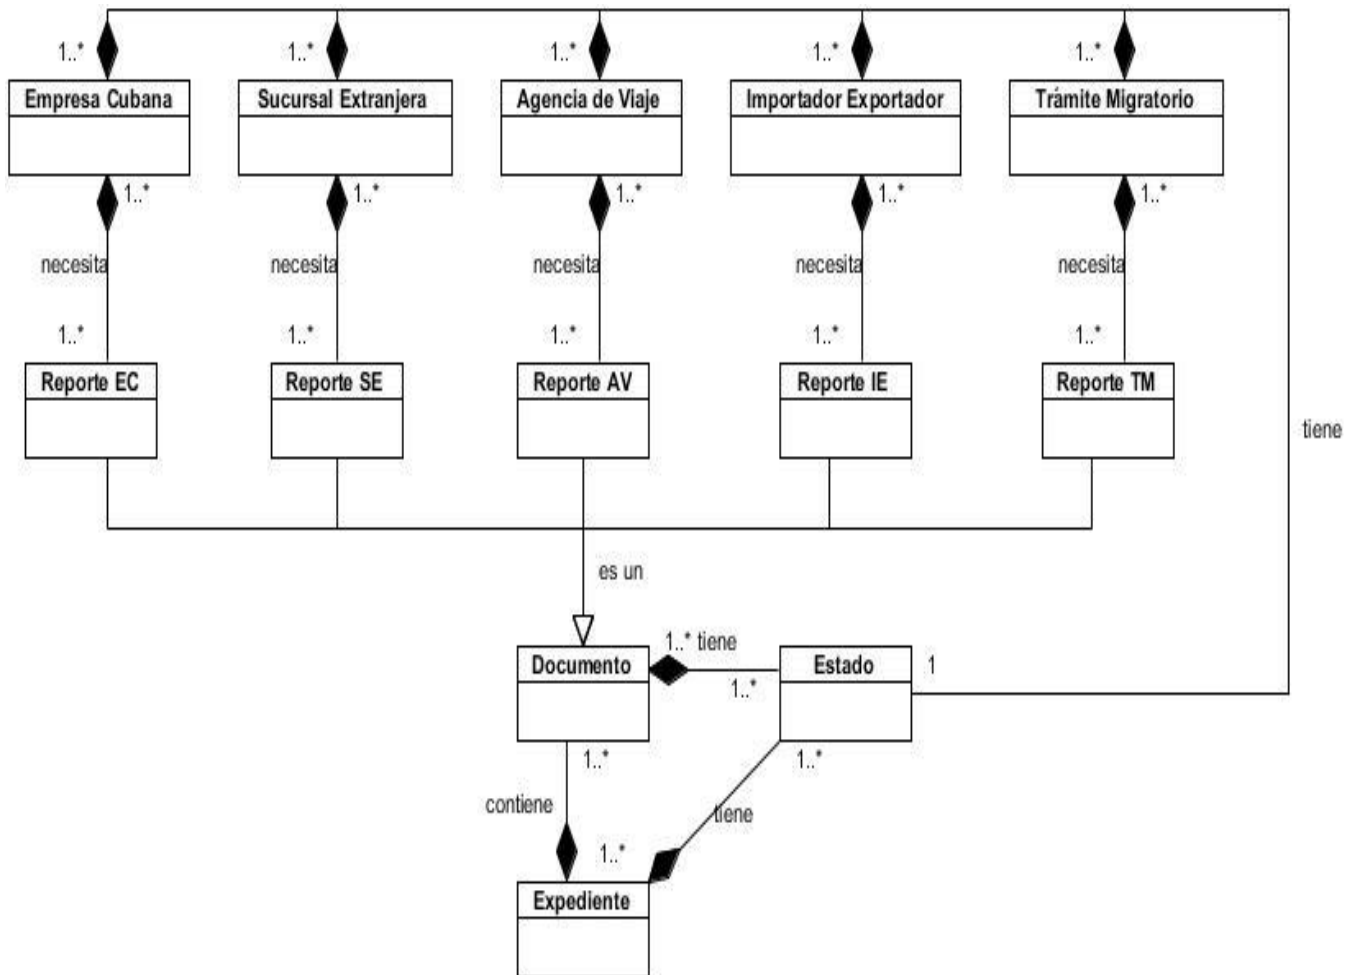 1..* 1..* 1..* 1..* 1..*
Empresa Cubana Sucursal Extranjera Agencia de Viaje Importador Exportador Trámite Migratorio
1..* 1..* 1..* 1..* 1..*
necesita necesita necesita necesita necesita
1..* 1..* 1..* 1..* 1..*
Reporte EC Reporte SE Reporte AV Reporte IE Reporte TM
tiene
es un
1..* tiene
Documento Estado 1
1..*
1..* 1..*
contiene tiene
1..*
Expediente